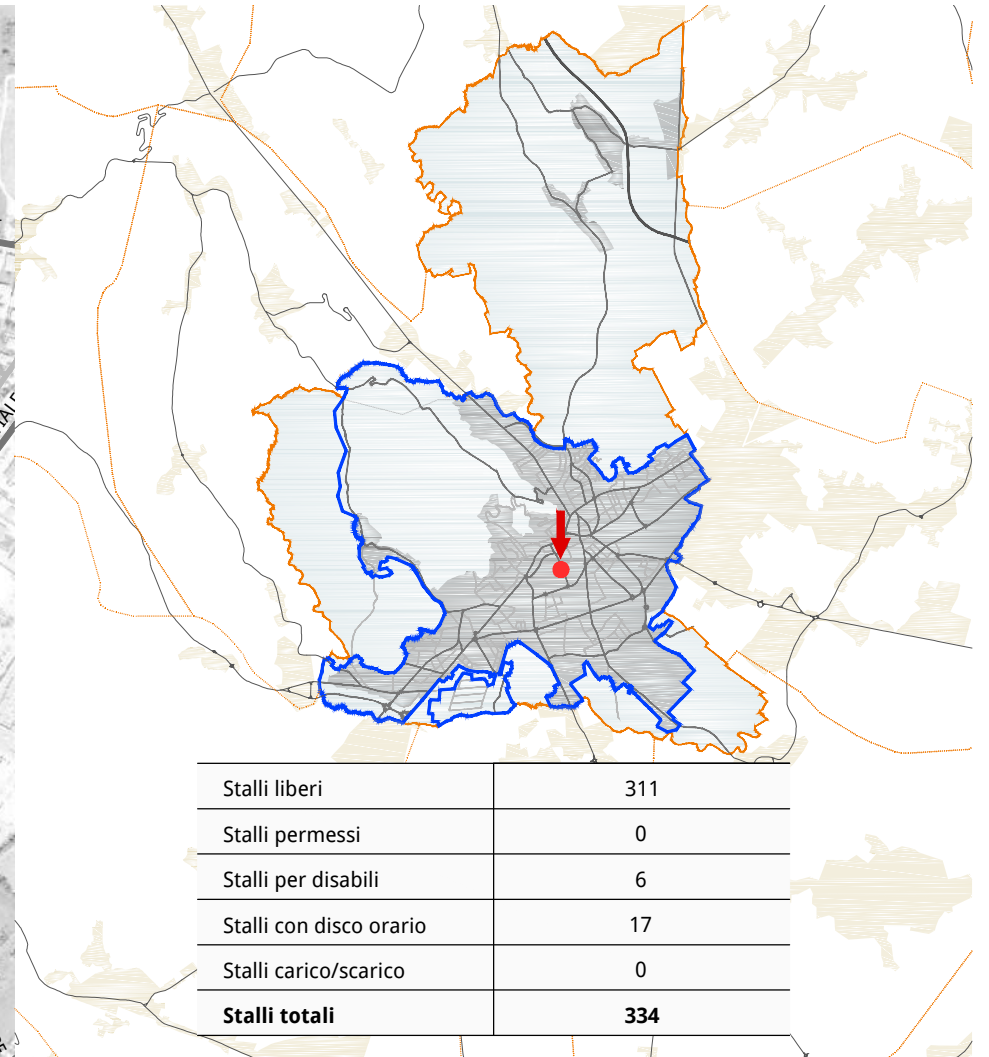 Stalli liberi 311
Stalli permessi 0
Stalli per disabili 6
Stalli con disco orario 17
Stalli carico/scarico 0
Stalli totali 334